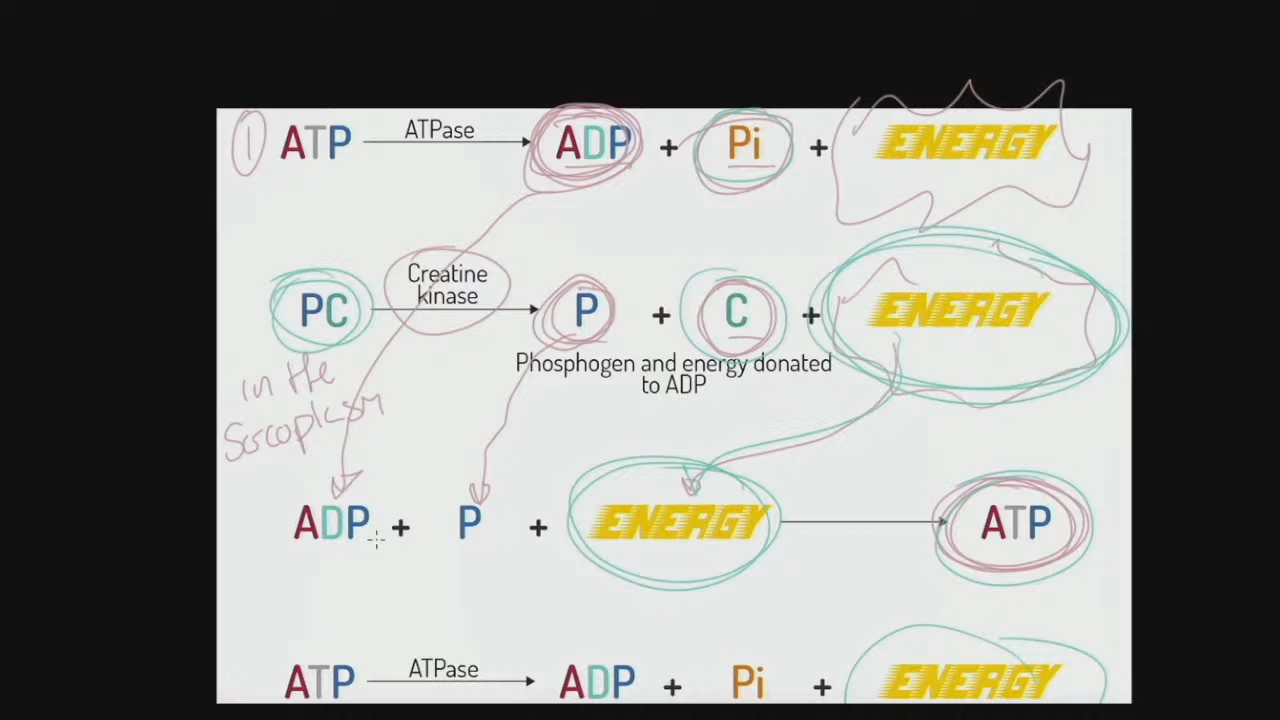 1 ATP ATPase ADP + Pi + ENERGY
PC Creatine kinase P + C + ENERGY
Phosphogen and energy donated
to ADP
in the
Sarcoplasm
ADP + P + ENERGY ATP
ATP ATPase ADP + Pi + ENERGY